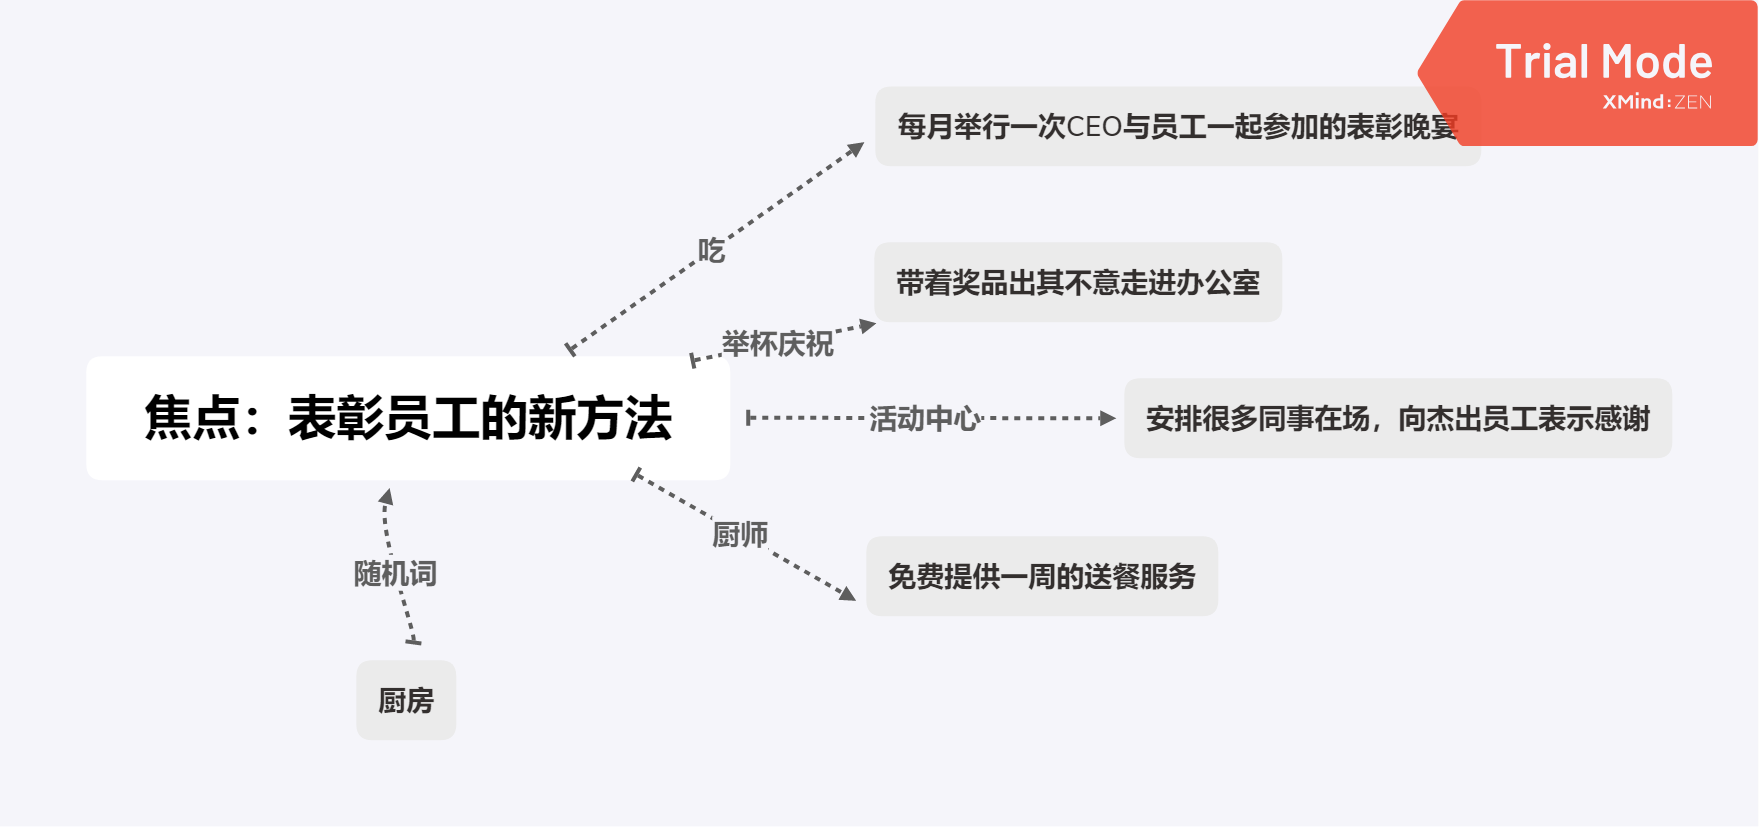 Trial Mode
XMind:ZEN
每月举行一次CEO与员工一起参加的表彰晚宴
吃
带着奖品出其不意走进办公室
举杯庆祝
焦点：表彰员工的新方法
活动中心
安排很多同事在场，向杰出员工表示感谢
厨师
免费提供一周的送餐服务
随机词
厨房